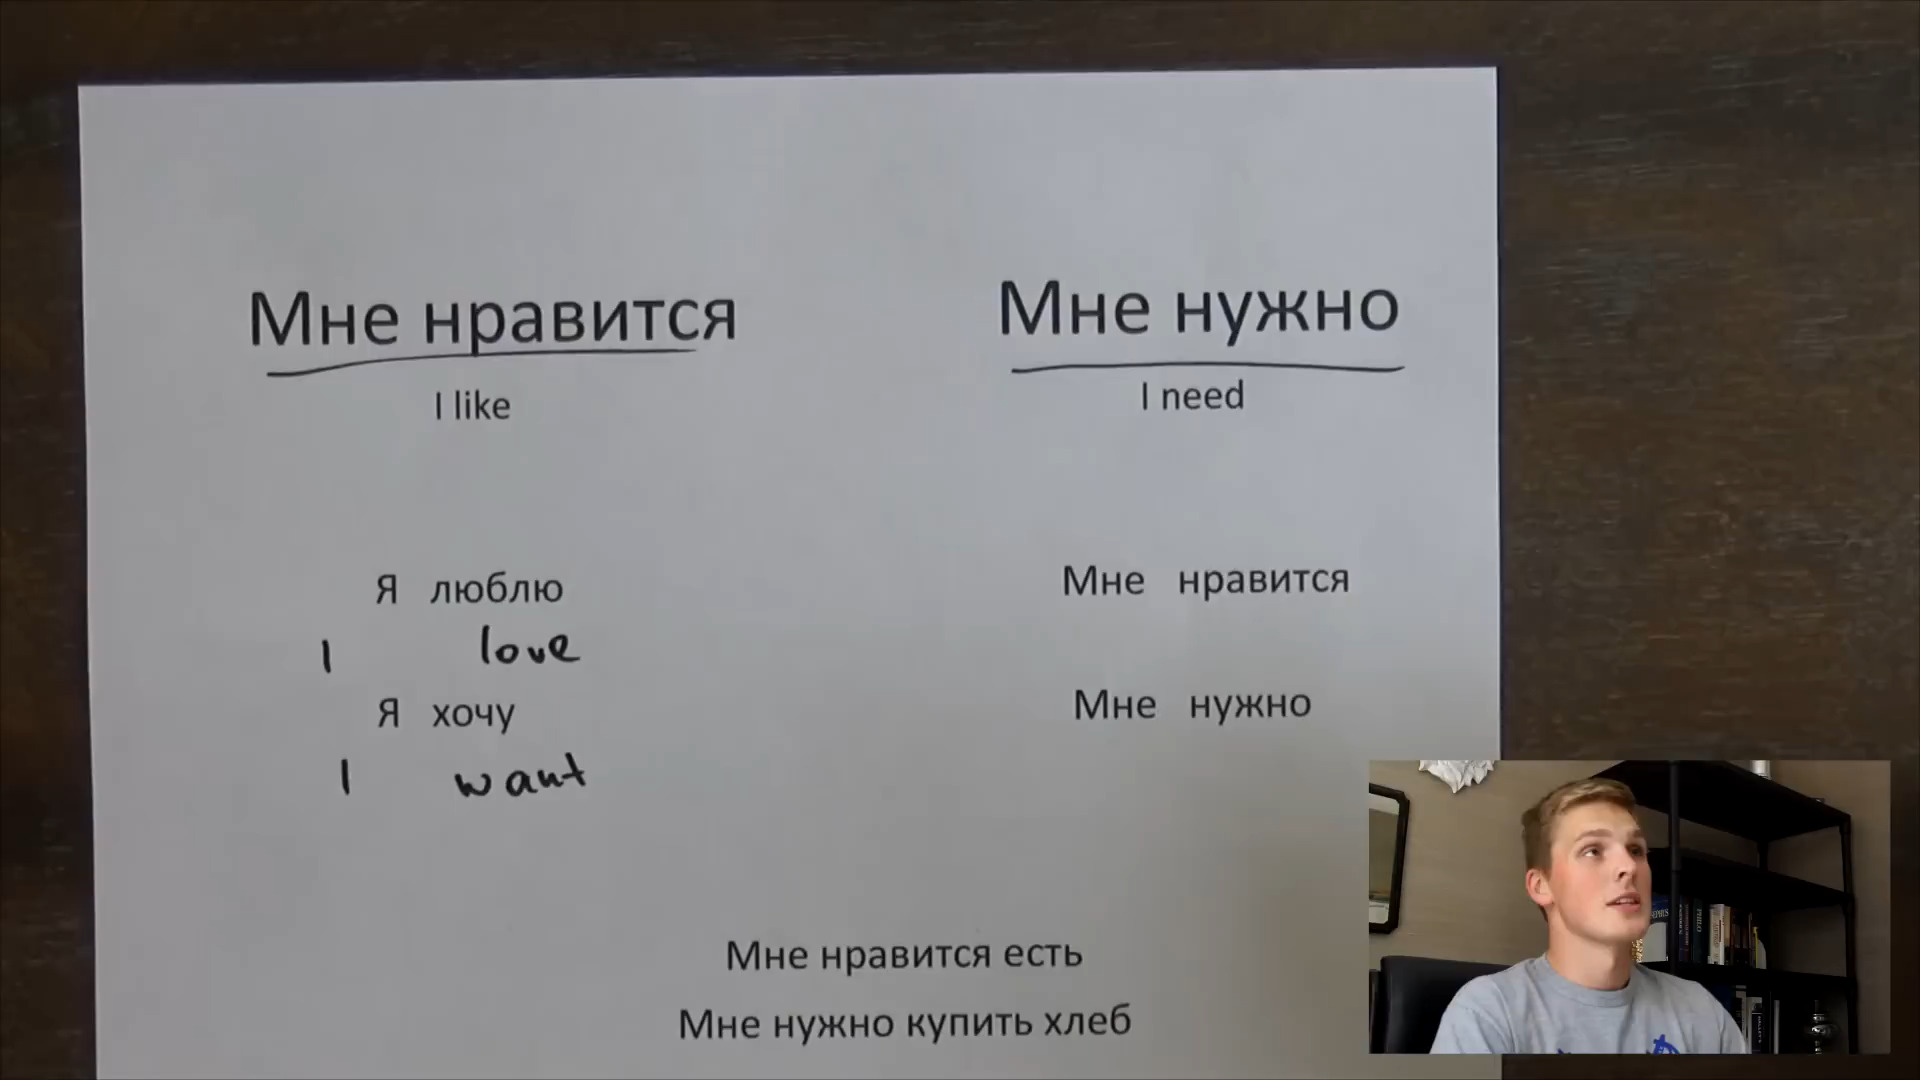 Мне нравится
I like
Мне нужно
I need
Я люблю
I love
Я хочу
I want
Мне нравится
Мне нужно
Мне нравится есть
Мне нужно купить хлеб